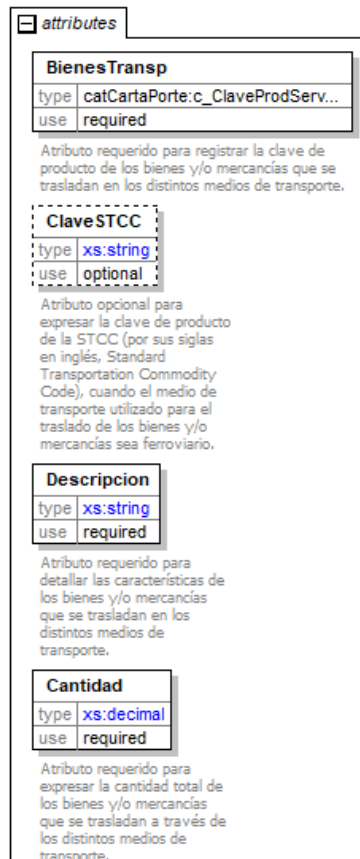 attributes
BienesTransp
type catCartaPorte:c_ClaveProdServ...
use required
Atributo requerido para registrar la clave de
producto de los bienes y/o mercancías que se
trasladan en los distintos medios de transporte.
ClaveSTCC
type xs:string
use optional
Atributo opcional para
expresar la clave de producto
de la STCC (por sus siglas
en inglés, Standard
Transportation Commodity
Code), cuando el medio de
transporte utilizado para el
traslado de los bienes y/o
mercancías sea ferroviario.
Descripcion
type xs:string
use required
Atributo requerido para
detallar las características de
los bienes y/o mercancías
que se trasladan en los
distintos medios de
transporte.
Cantidad
type xs:decimal
use required
Atributo requerido para
expresar la cantidad total de
los bienes y/o mercancías
que se trasladan a través de
los distintos medios de
transporte.